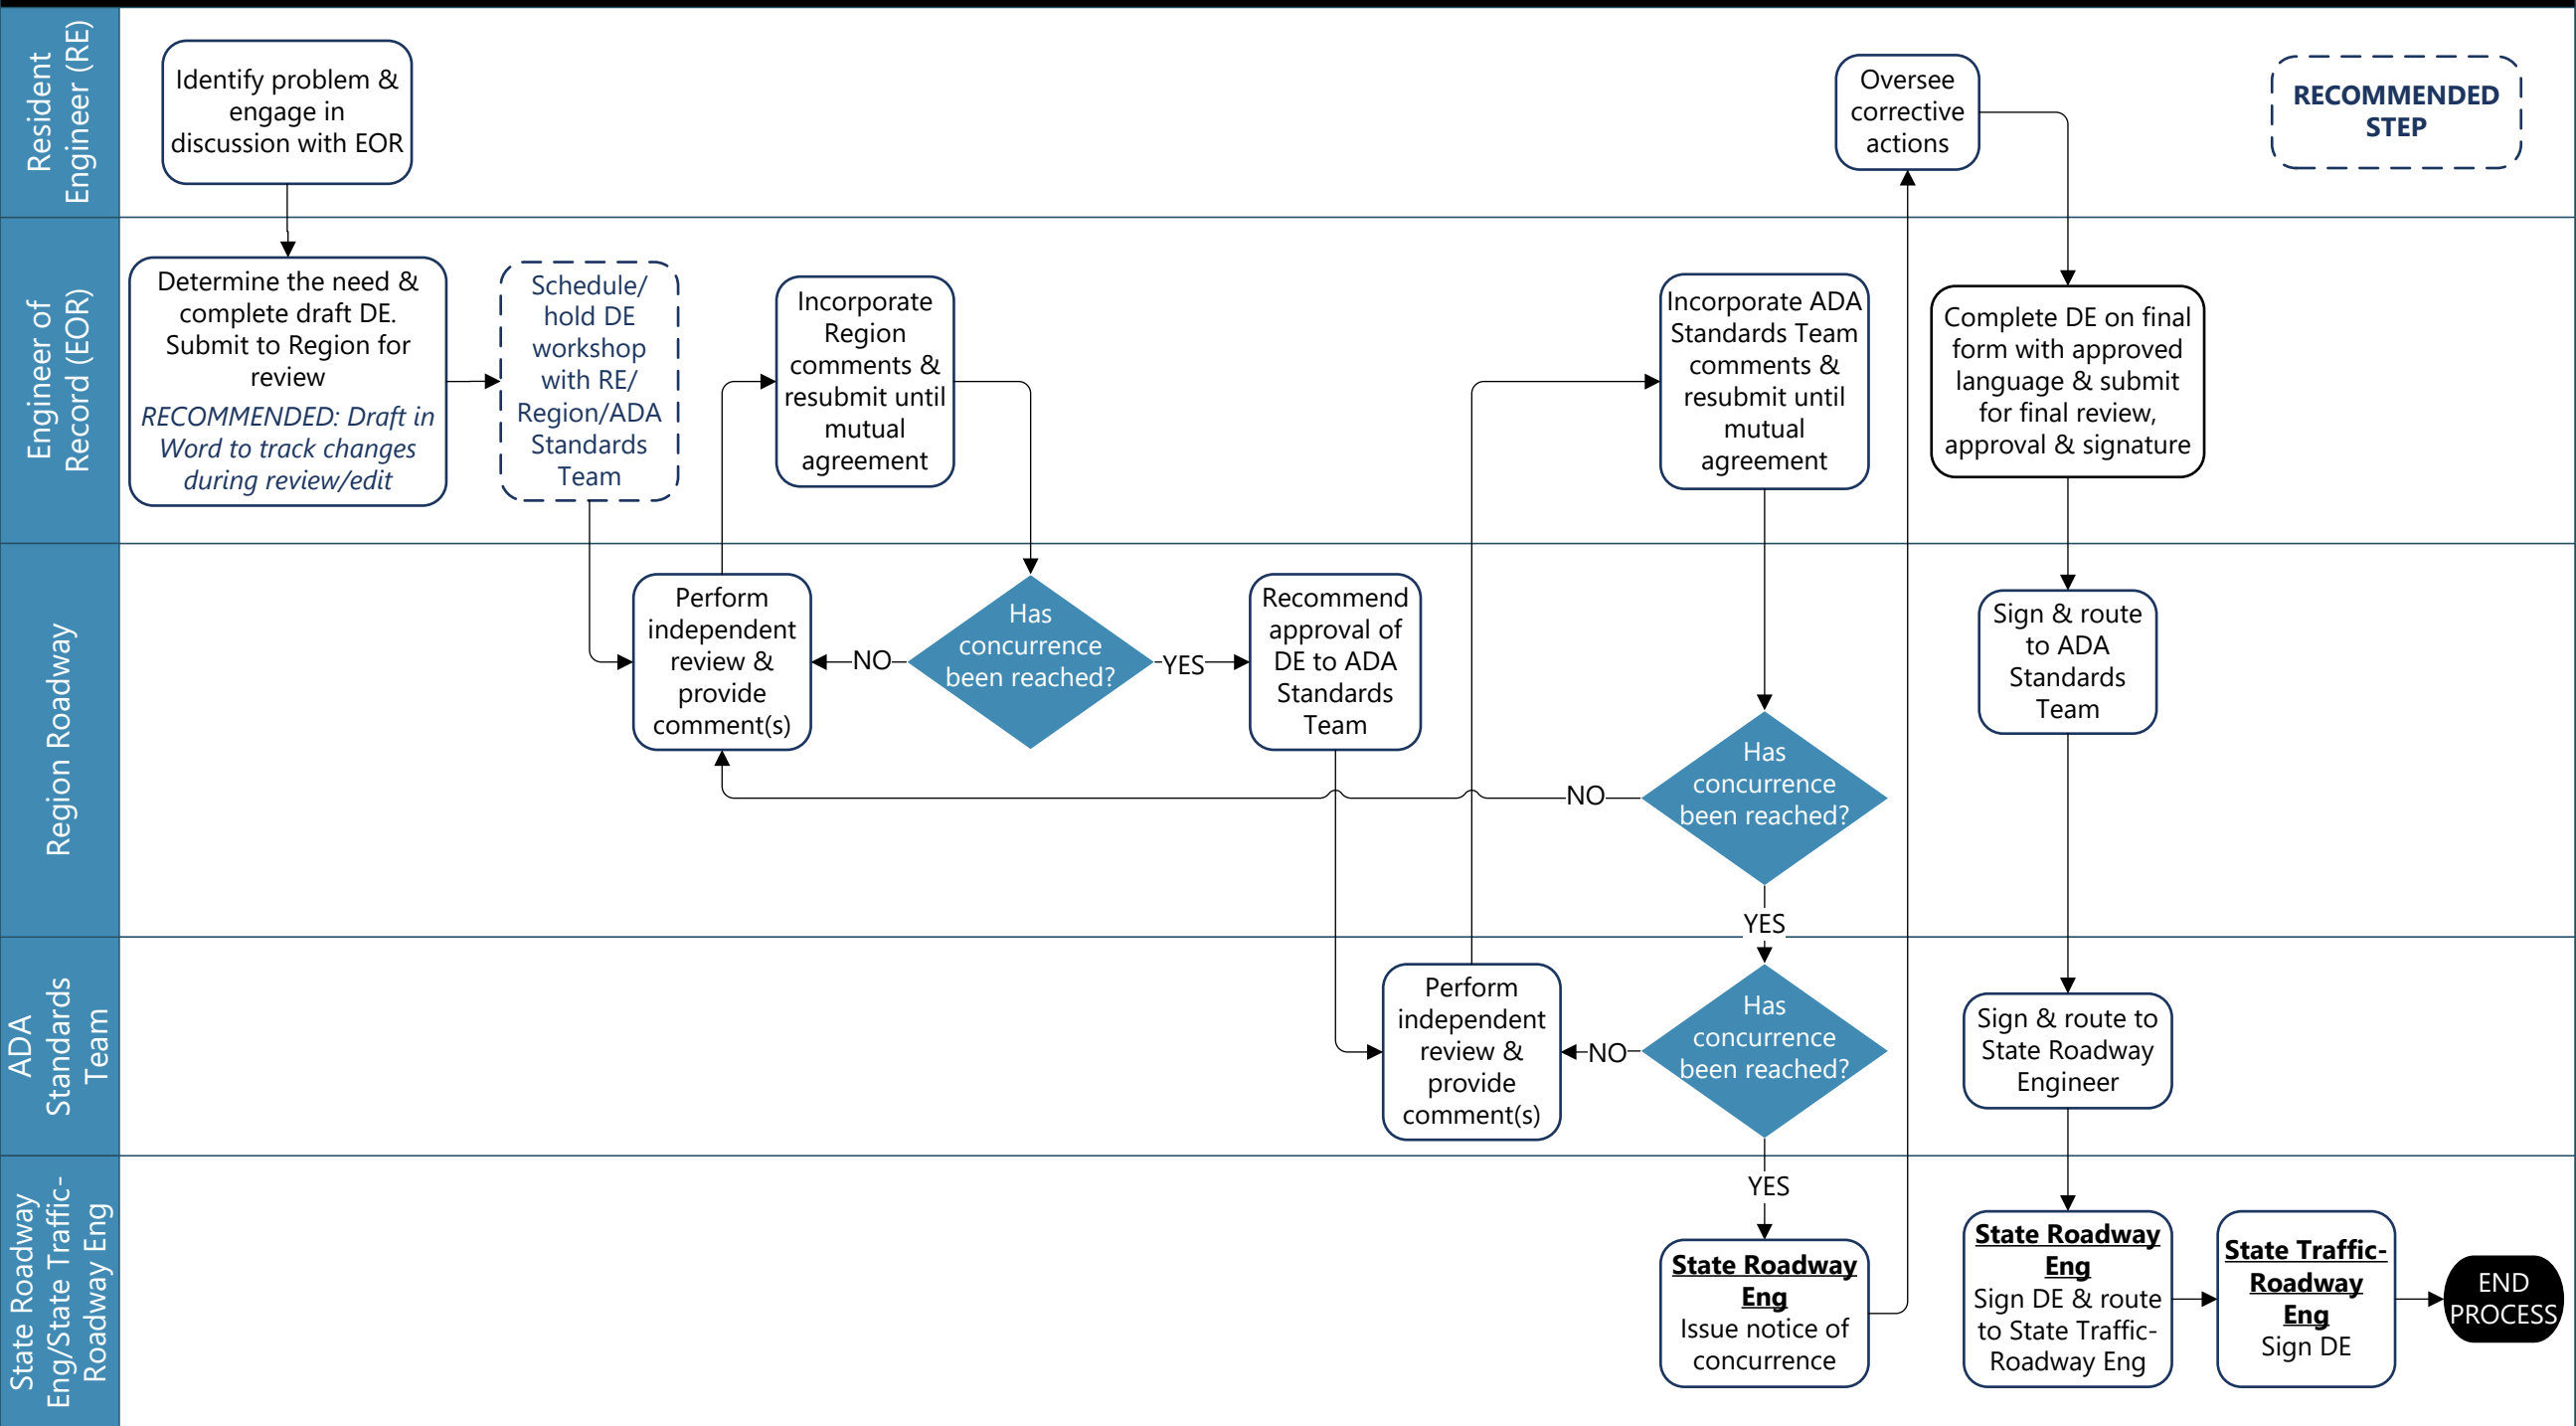 Resident
Engineer (RE)
Identify problem &
engage in
discussion with EOR
Oversee
corrective
actions
RECOMMENDED
STEP
Engineer of
Record (EOR)
Determine the need &
complete draft DE.
Submit to Region for
review
RECOMMENDED: Draft in
Word to track changes
during review/edit
Schedule/
hold DE
workshop
with RE/
Region/ADA
Standards
Team
Incorporate
Region
comments &
resubmit until
mutual
agreement
Incorporate ADA
Standards Team
comments &
resubmit until
mutual
agreement
Complete DE on final
form with approved
language & submit
for final review,
approval & signature
Region Roadway
Perform
independent
review &
provide
comment(s)
NO
Has
concurrence
been reached?
YES
Recommend
approval of
DE to ADA
Standards
Team
NO
Has
concurrence
been reached?
YES
Sign & route
to ADA
Standards
Team
ADA
Standards
Team
Perform
independent
review &
provide
comment(s)
NO
Has
concurrence
been reached?
YES
Sign & route to
State Roadway
Engineer
State Roadway
Eng/State Traffic-
Roadway Eng
State Roadway
Eng
Issue notice of
concurrence
State Roadway
Eng
Sign DE & route
to State Traffic-
Roadway Eng
State Traffic-
Roadway
Eng
Sign DE
END
PROCESS